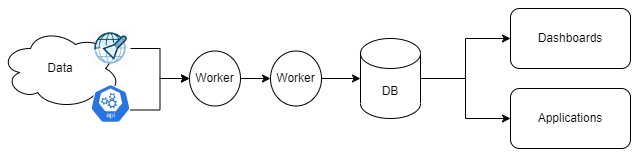 Data
api
Worker
Worker
DB
Dashboards
Applications